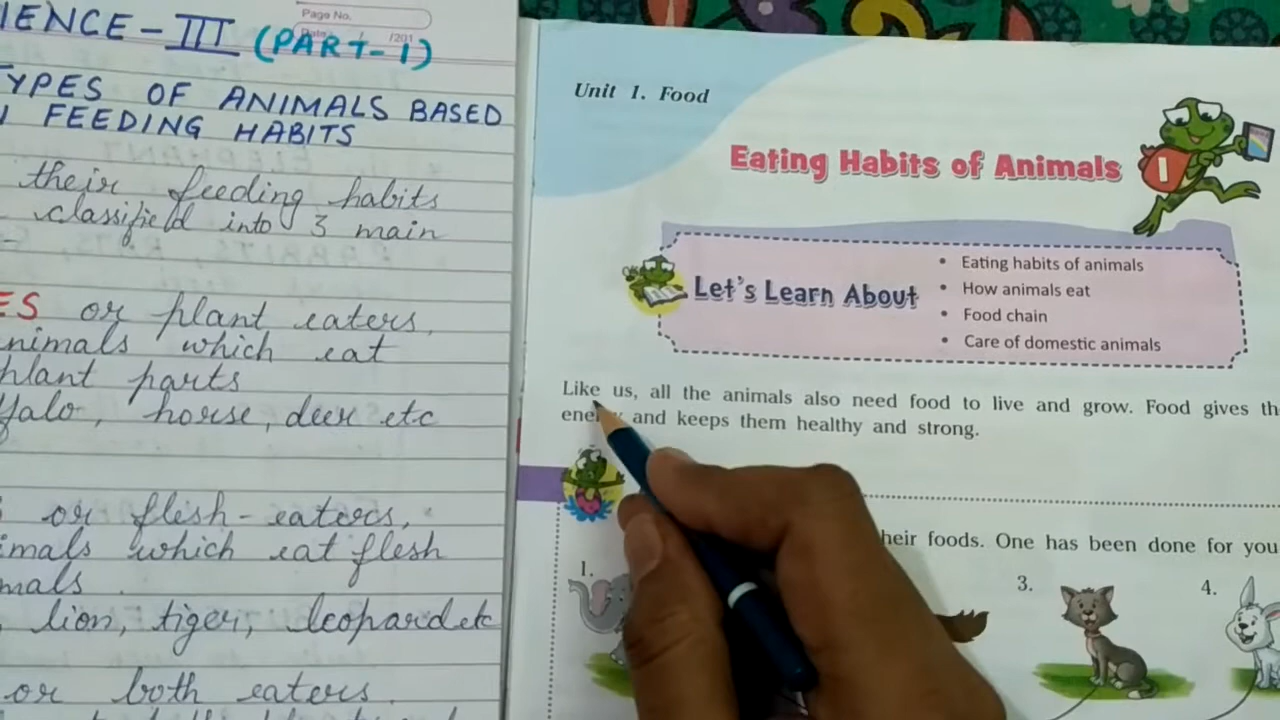 IENCE - III (PART-1)
Page No.
/201
TYPES OF ANIMALS BASED
FEEDING HABITS
their feeding habits
classified into 3 main
ES or plant eaters,
nimals which eat
plant parts
falo, horse, deer etc
or flesh-eaters,
imals which eat flesh
mals.
lion, tiger, leopard etc
or both eaters.
Unit 1. Food
Eating Habits of Animals
1
Let's Learn About
• Eating habits of animals
• How animals eat
• Food chain
• Care of domestic animals
Like us, all the animals also need food to live and grow. Food gives th
ene and keeps them healthy and strong.
heir foods. One has been done for you
1.
3.
4.